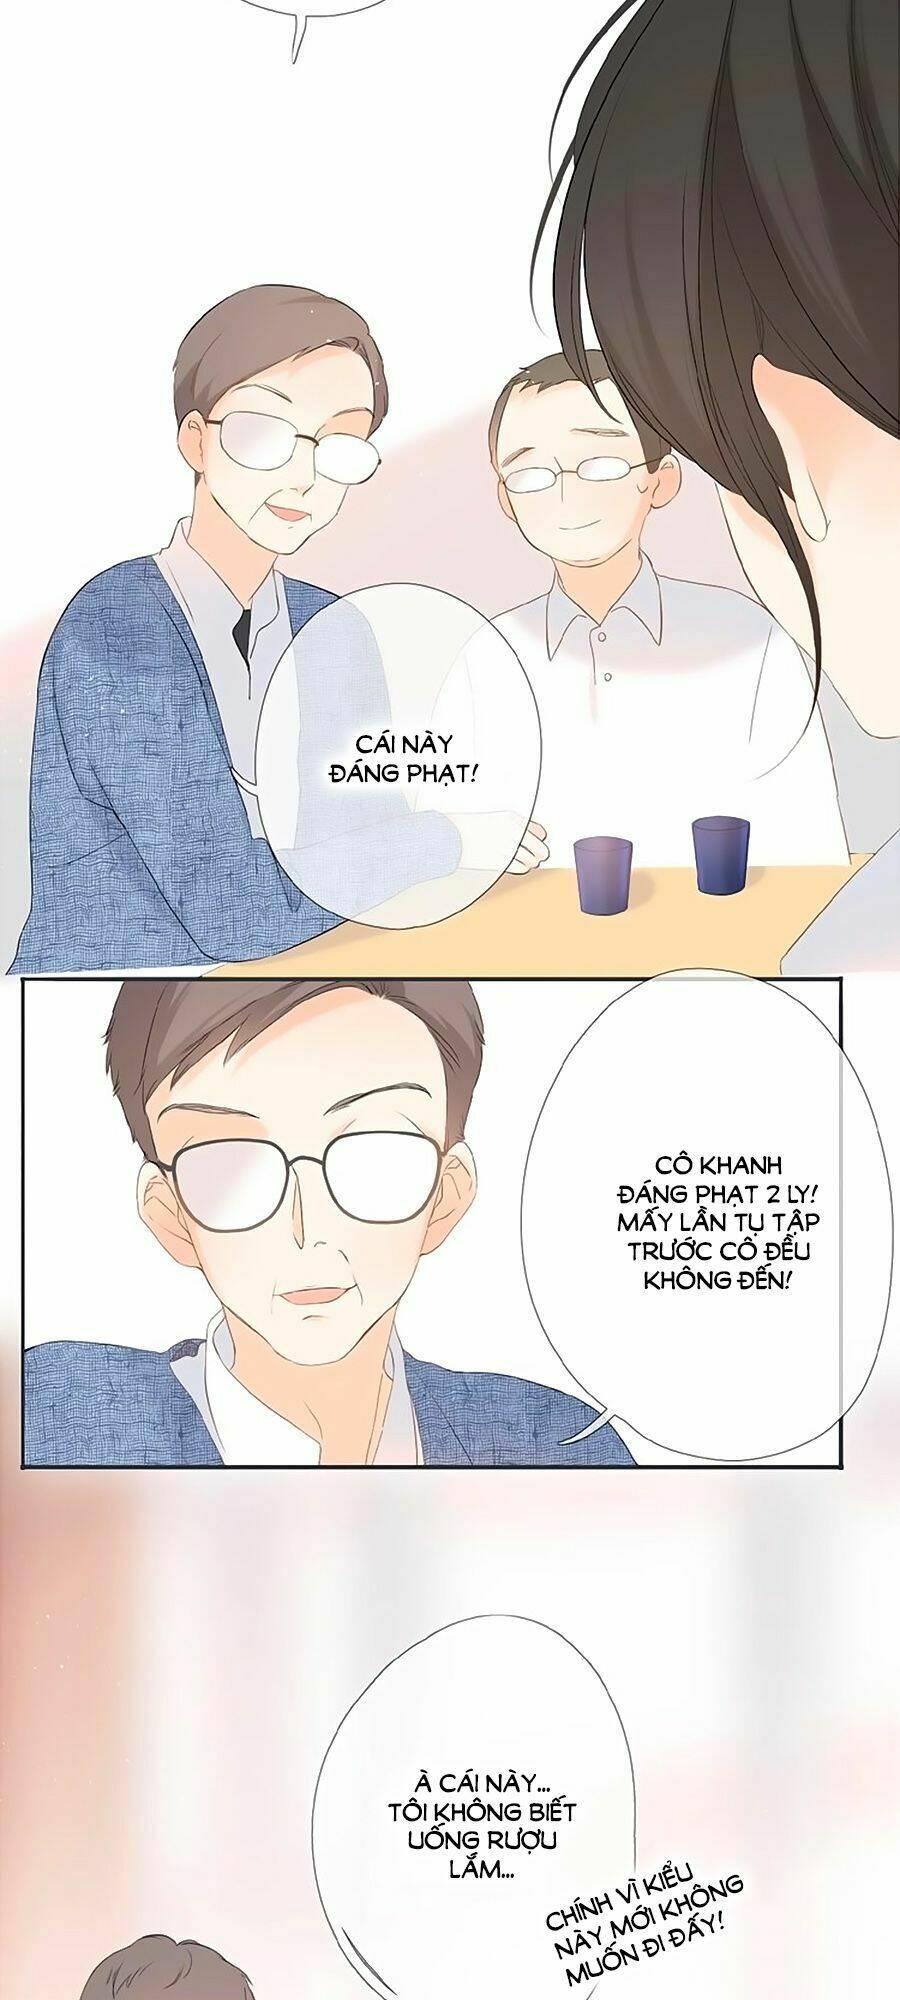 CÁI NÀY
ĐÁNG PHẠT!
CÔ KHANH
ĐÁNG PHẠT 2 LY!
MẤY LẦN TỤ TẬP
TRƯỚC CÔ ĐỀU
KHÔNG ĐẾN!
À CÁI NÀY...
TÔI KHÔNG BIẾT
UỐNG RƯỢU
LẮM...
CHÍNH VÌ KIỂU
NÀY MỚI KHÔNG
MUỐN ĐI ĐẤY!